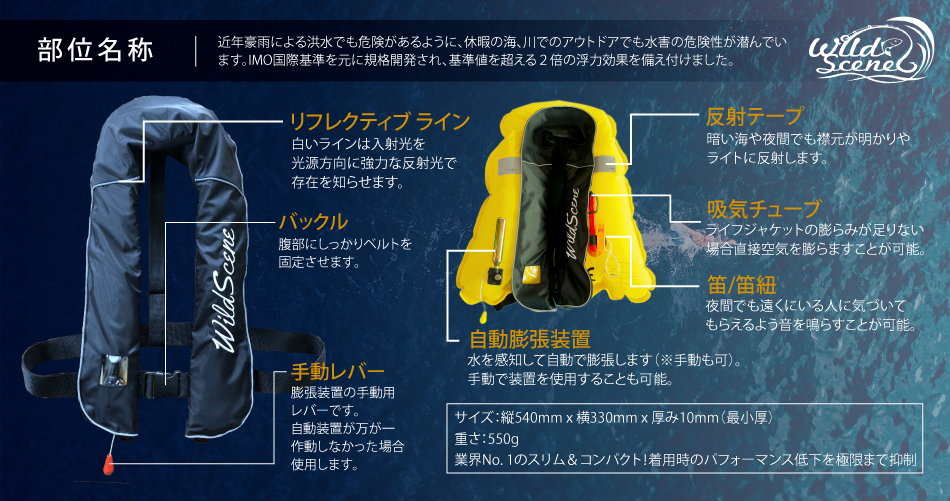 部位名称
近年豪雨による洪水でも危険があるように、休暇の海、川でのアウトドアでも水害の危険性が潜んでい
ます。IMO国際基準を元に規格開発され、基準値を超える2倍の浮力効果を備え付けました。
Wild
Scene
リフレクティブ ライン
白いラインは入射光を
光源方向に強力な反射光で
存在を知らせます。
バックル
腹部にしっかりベルトを
固定させます。
WildScene
手動レバー
膨張装置の手動用
レバーです。
自動装置が万が一
作動しなかった場合
使用します。
反射テープ
暗い海や夜間でも襟元が明かりや
ライトに反射します。
吸気チューブ
ライフジャケットの膨らみが足りない
場合直接空気を膨らますことが可能。
笛/笛紐
夜間でも遠くにいる人に気づいて
もらえるよう音を鳴らすことが可能。
WildScene
自動膨張装置
水を感知して自動で膨張します(※手動も可)。
手動で装置を使用することも可能。
サイズ:縦540mm x 横330mm x 厚み10mm(最小厚)
重さ:550g
業界No. 1のスリム&コンパクト!着用時のパフォーマンス低下を極限まで抑制